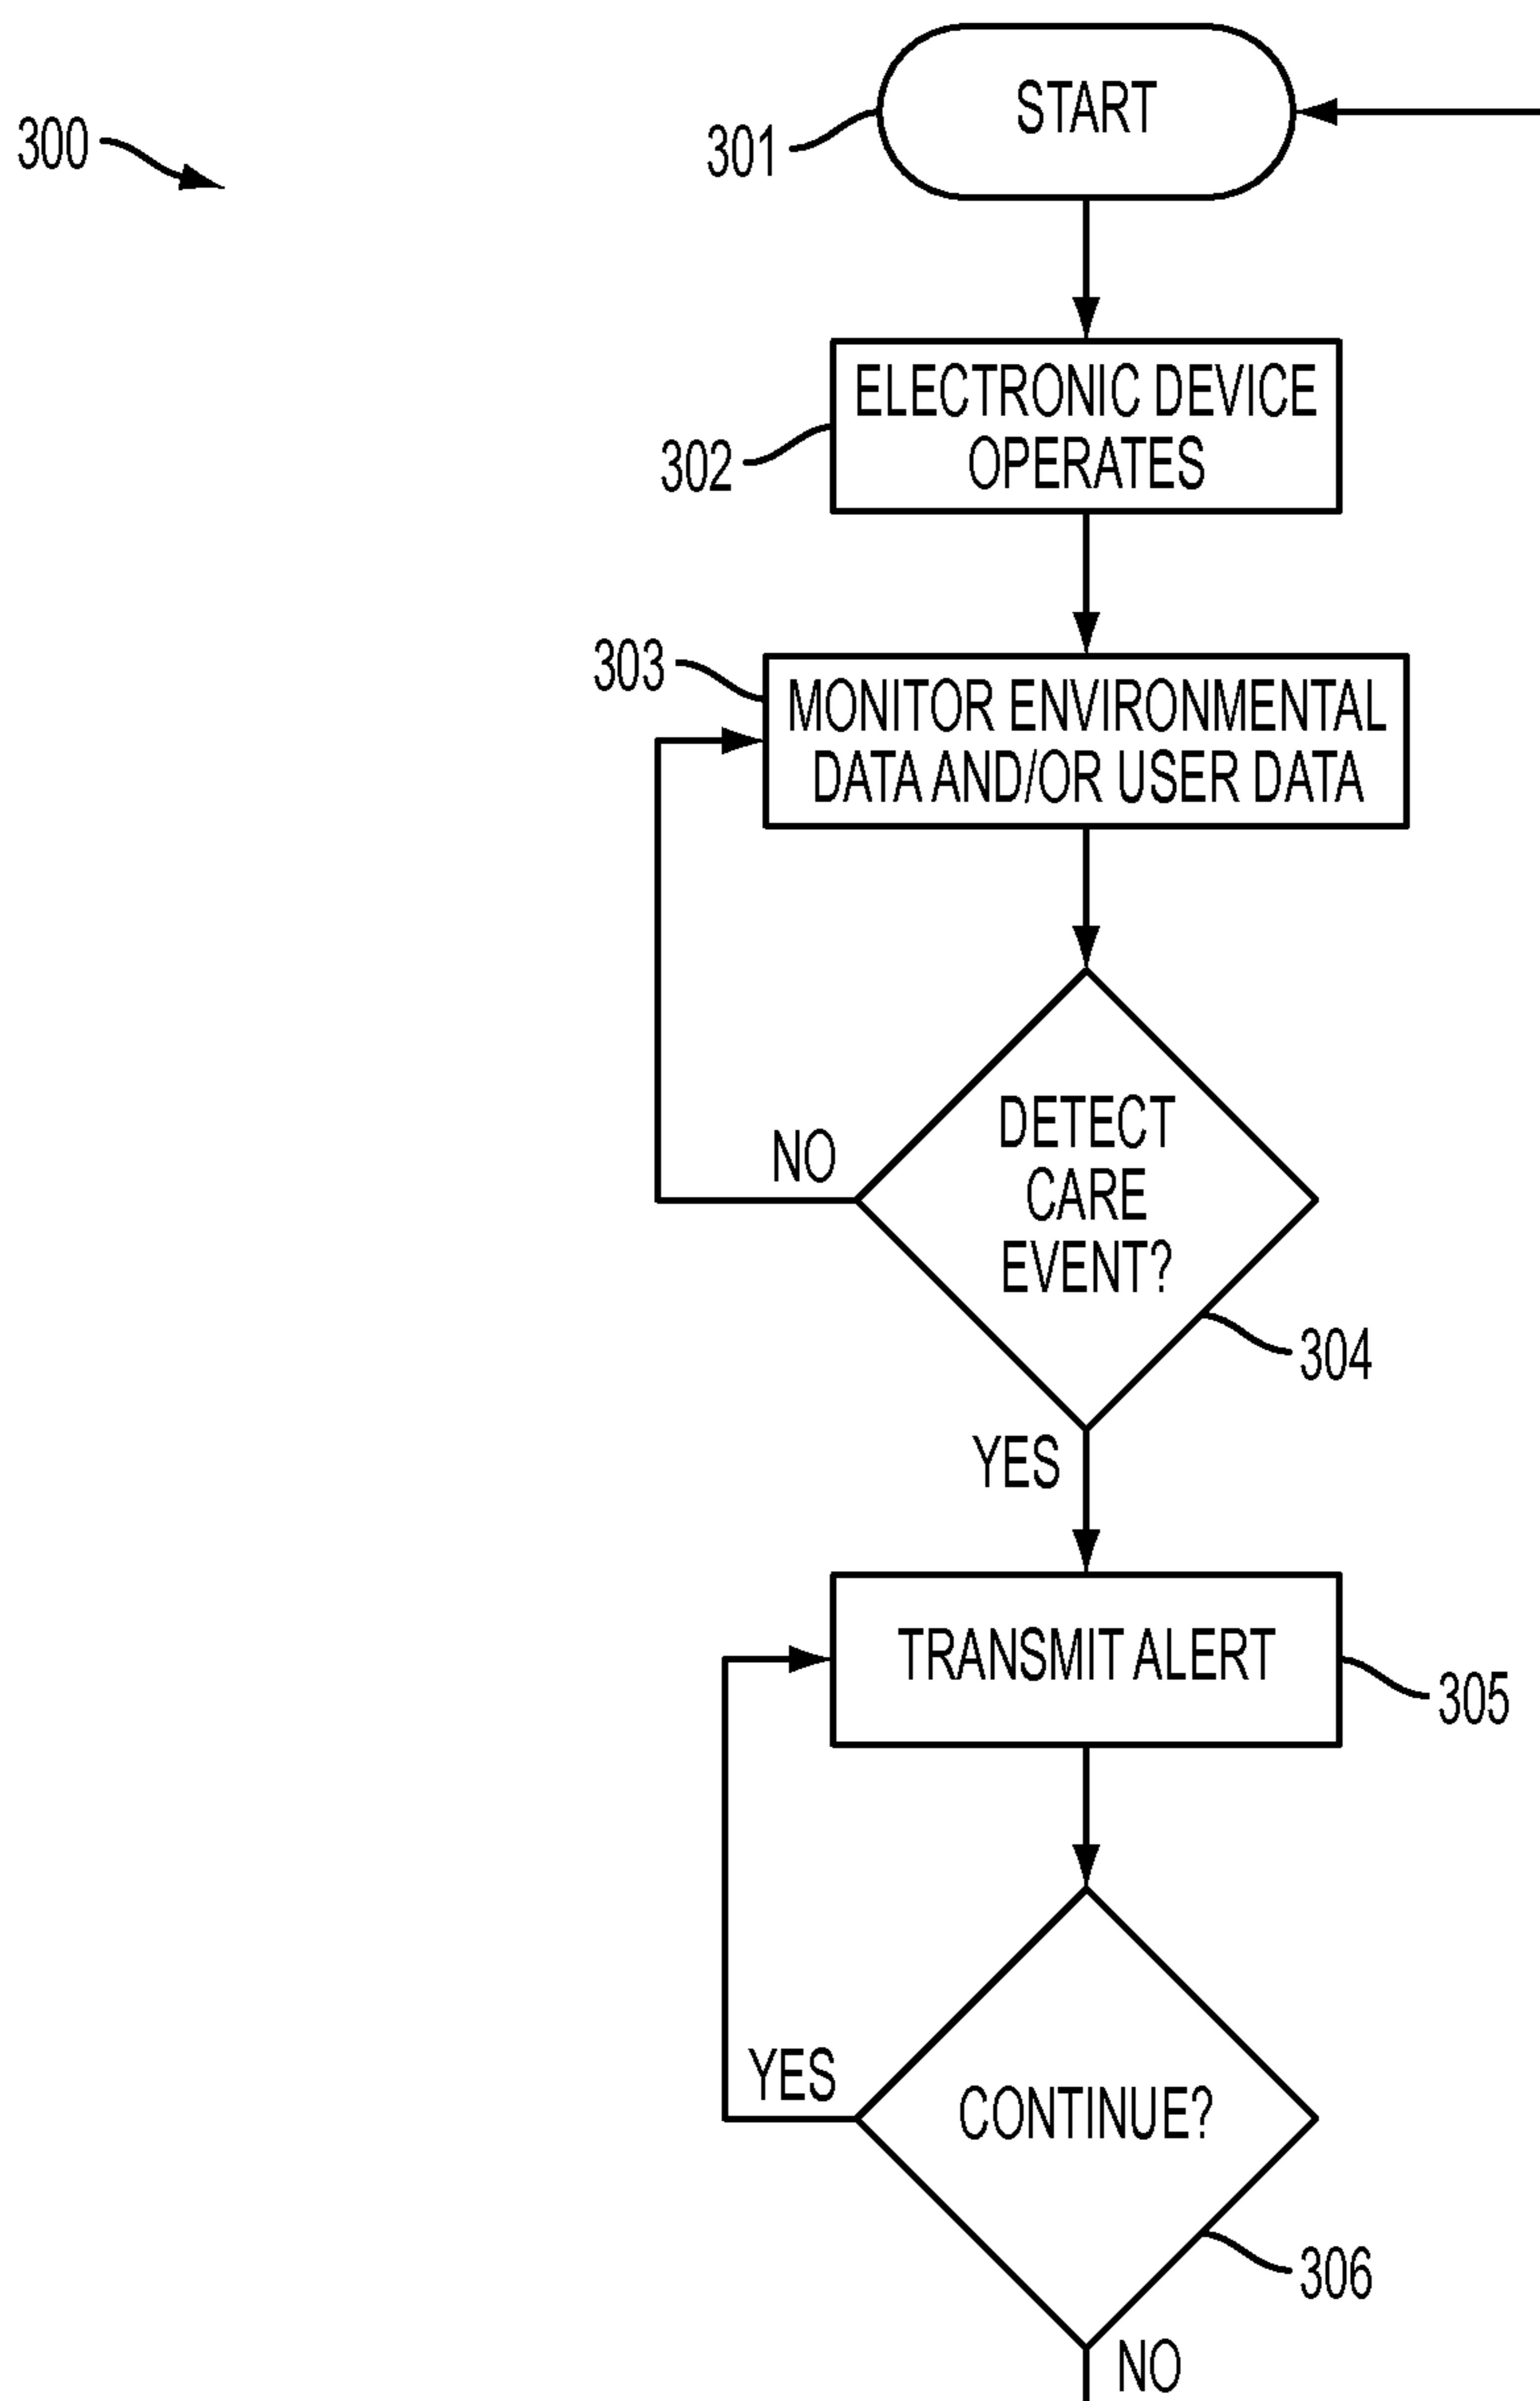 300
301
START
302
ELECTRONIC DEVICE
OPERATES
303
MONITOR ENVIRONMENTAL
DATA AND/OR USER DATA
DETECT
CARE
EVENT?
NO
304
YES
TRANSMIT ALERT
305
YES
CONTINUE?
306
NO